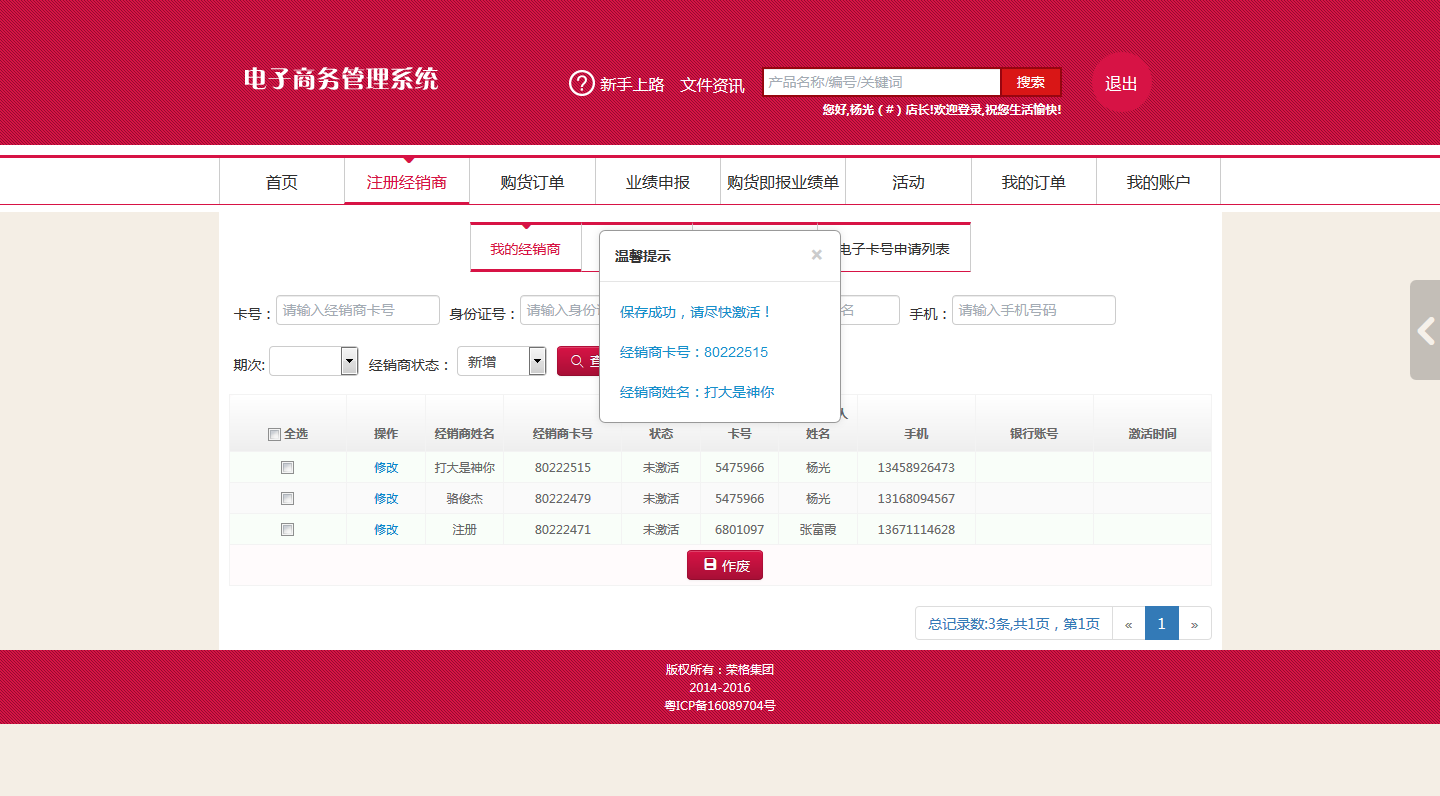 电子商务管理系统
新手上路 文件资讯 产品名称/编号/关键词 搜索 退出
您好,杨光（#）店长!欢迎登录,祝您生活愉快!
首页 注册经销商 购货订单 业绩申报 购货即报业绩单 活动 我的订单 我的账户
我的经销商 电子卡号申请列表
温馨提示 ×
保存成功，请尽快激活！
经销商卡号：80222515
经销商姓名：打大是神你
卡号： 请输入经销商卡号 身份证号： 请输入身份 名 手机： 请输入手机号码
期次: 经销商状态： 新增
全选 操作 经销商姓名 经销商卡号 状态 卡号 姓名 手机 银行账号 激活时间
修改 打大是神你 80222515 未激活 5475966 杨光 13458926473
修改 骆俊杰 80222479 未激活 5475966 杨光 13168094567
修改 注册 80222471 未激活 6801097 张富霞 13671114628
作废
总记录数:3条,共1页，第1页 « 1 »
版权所有：荣格集团
2014-2016
粤ICP备16089704号